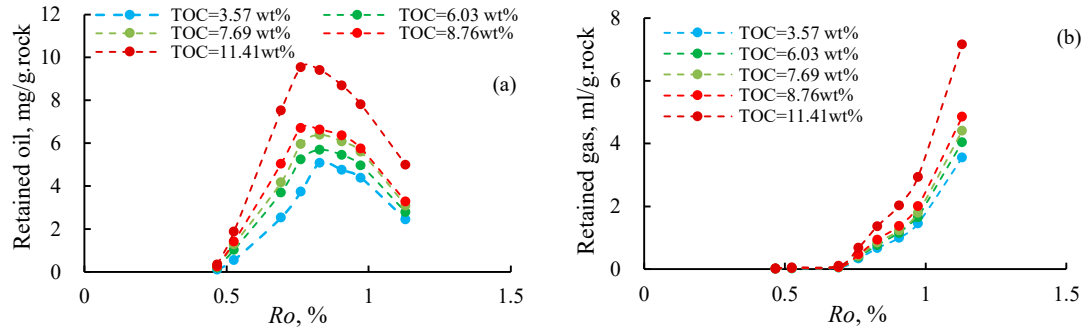 TOC=3.57 wt% TOC=6.03 wt%
TOC=7.69 wt% TOC=8.76 wt%
TOC=11.41wt%
(a)
Retained oil, mg/g.rock
12
10
8
6
4
2
0
0 0.5 1 1.5
Ro, %
TOC=3.57 wt%
TOC=6.03 wt%
TOC=7.69 wt%
TOC=8.76wt%
TOC=11.41wt%
(b)
Retained gas, ml/g.rock
8
6
4
2
0
0 0.5 1 1.5
Ro, %